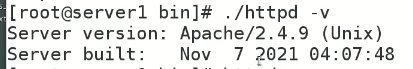 [root@server1 bin]# ./httpd -v
Server version: Apache/2.4.9 (Unix)
Server built:   Nov  7 2021 04:07:48